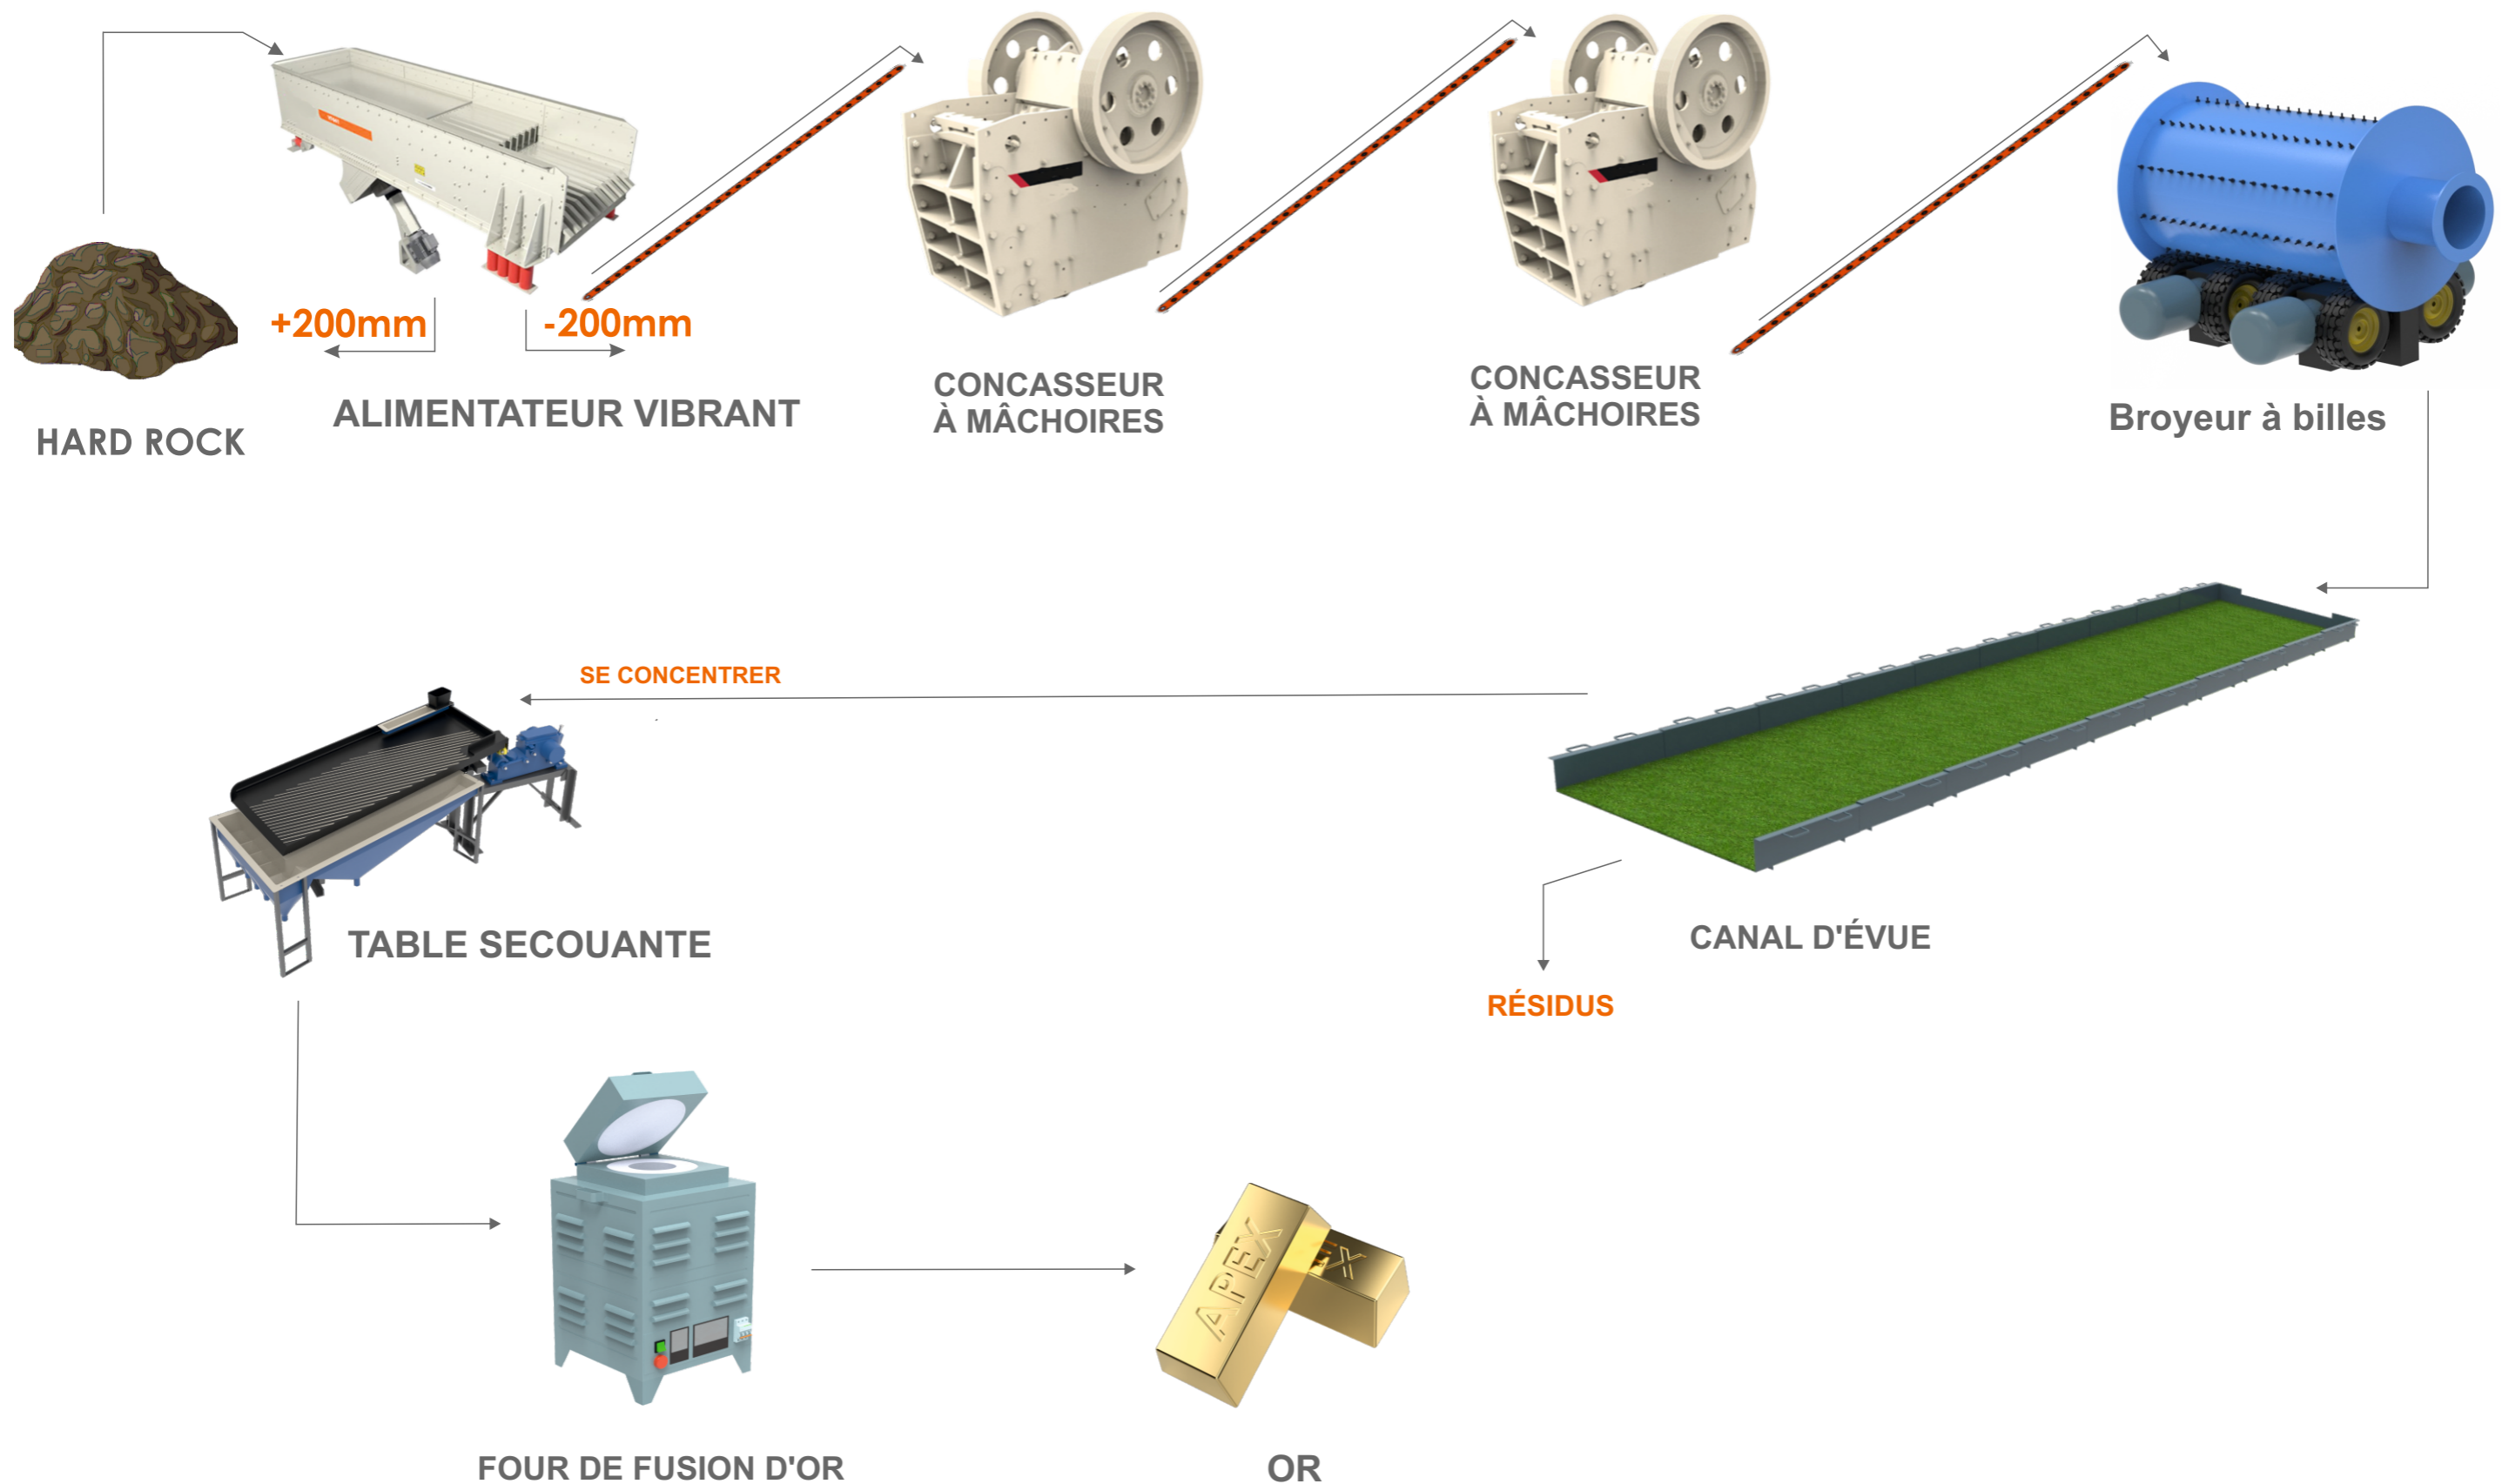 +200mm
-200mm
HARD ROCK
ALIMENTATEUR VIBRANT
CONCASSEUR
À MÂCHOIRES
CONCASSEUR
À MÂCHOIRES
Broyeur à billes
SE CONCENTRER
TABLE SECOUANTE
CANAL D'ÉVUE
RÉSIDUS
APEX
EX
FOUR DE FUSION D'OR
OR